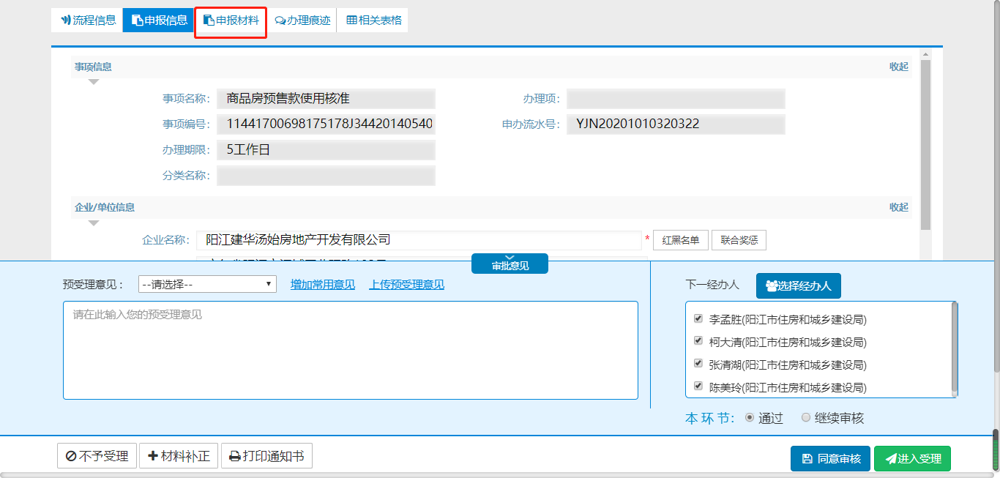 流程信息 申报信息 申报材料 办理痕迹 相关表格
事项信息 收起
事项名称: 商品房预售款使用核准 办理项:
事项编号: 11441700698175178J34420140540 申办流水号: YJN20201010320322
办理期限: 5工作日
分类名称:
企业/单位信息 收起
企业名称: 阳江建华汤始房地产开发有限公司 * 红黑名单 联合奖惩
审批意见
预受理意见: --请选择-- 增加常用意见 上传预受理意见 下一经办人 选择经办人
请在此输入您的预受理意见
李孟胜(阳江市住房和城乡建设局)
柯大清(阳江市住房和城乡建设局)
张清湖(阳江市住房和城乡建设局)
陈美玲(阳江市住房和城乡建设局)
本 环 节: 通过 继续审核
不予受理 材料补正 打印通知书 同意审核 进入受理